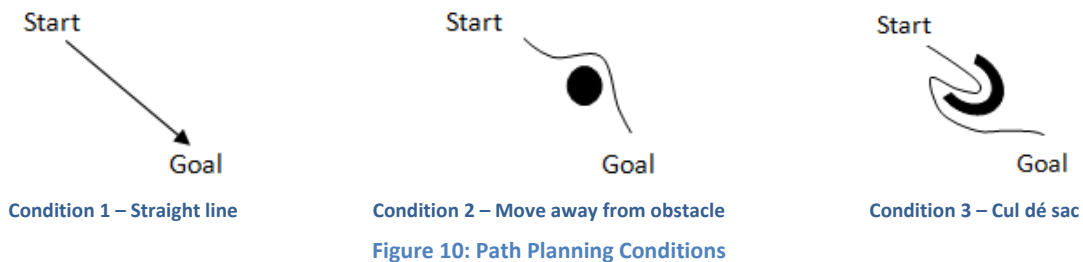 Start
Goal
Condition 1 – Straight line
Start
Goal
Condition 2 – Move away from obstacle
Start
Goal
Condition 3 – Cul dé sac
Figure 10: Path Planning Conditions